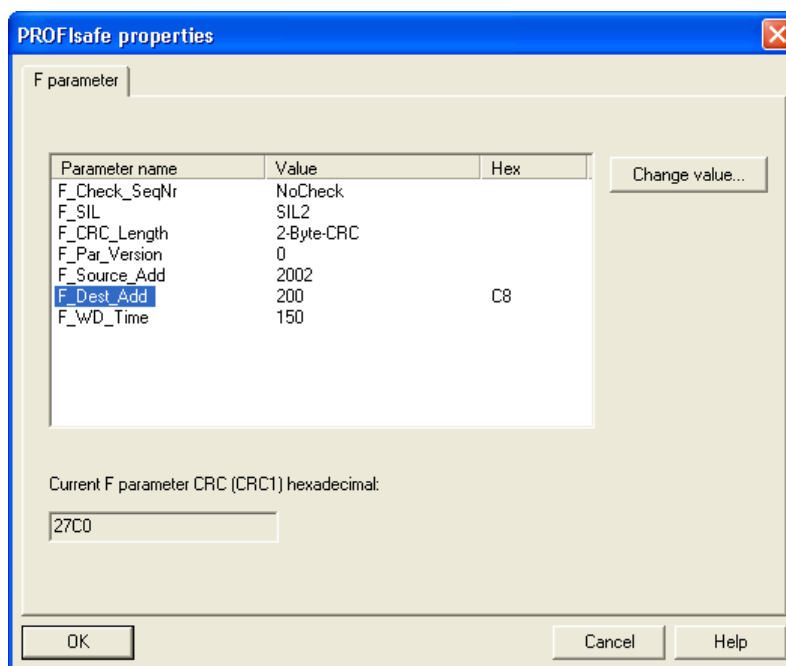 PROFIsafe properties
F parameter
Parameter name Value Hex
Change value...
F_Check_SeqNr NoCheck
F_SIL SIL2
F_CRC_Length 2-Byte-CRC
F_Par_Version 0
F_Source_Add 2002
F_Dest_Add 200 C8
F_WD_Time 150
Current F parameter CRC (CRC1) hexadecimal:
27C0
OK Cancel Help